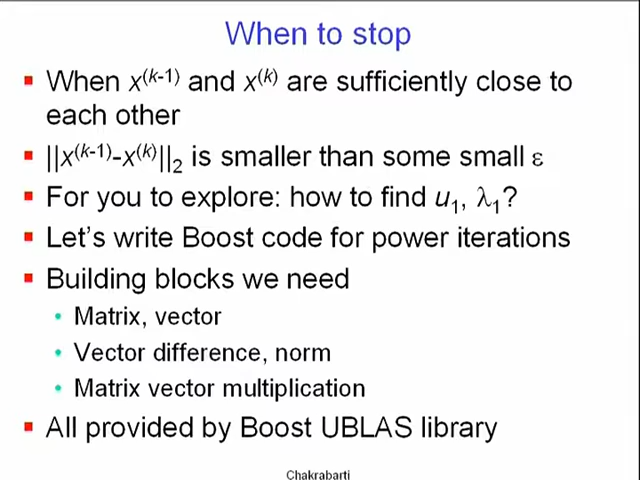 When to stop
▪ When x(k-1) and x(k) are sufficiently close to
each other
▪ ||x(k-1)-x(k)||2 is smaller than some small ε
▪ For you to explore: how to find u1, λ1?
▪ Let's write Boost code for power iterations
▪ Building blocks we need
• Matrix, vector
• Vector difference, norm
• Matrix vector multiplication
▪ All provided by Boost UBLAS library
Chakrabarti